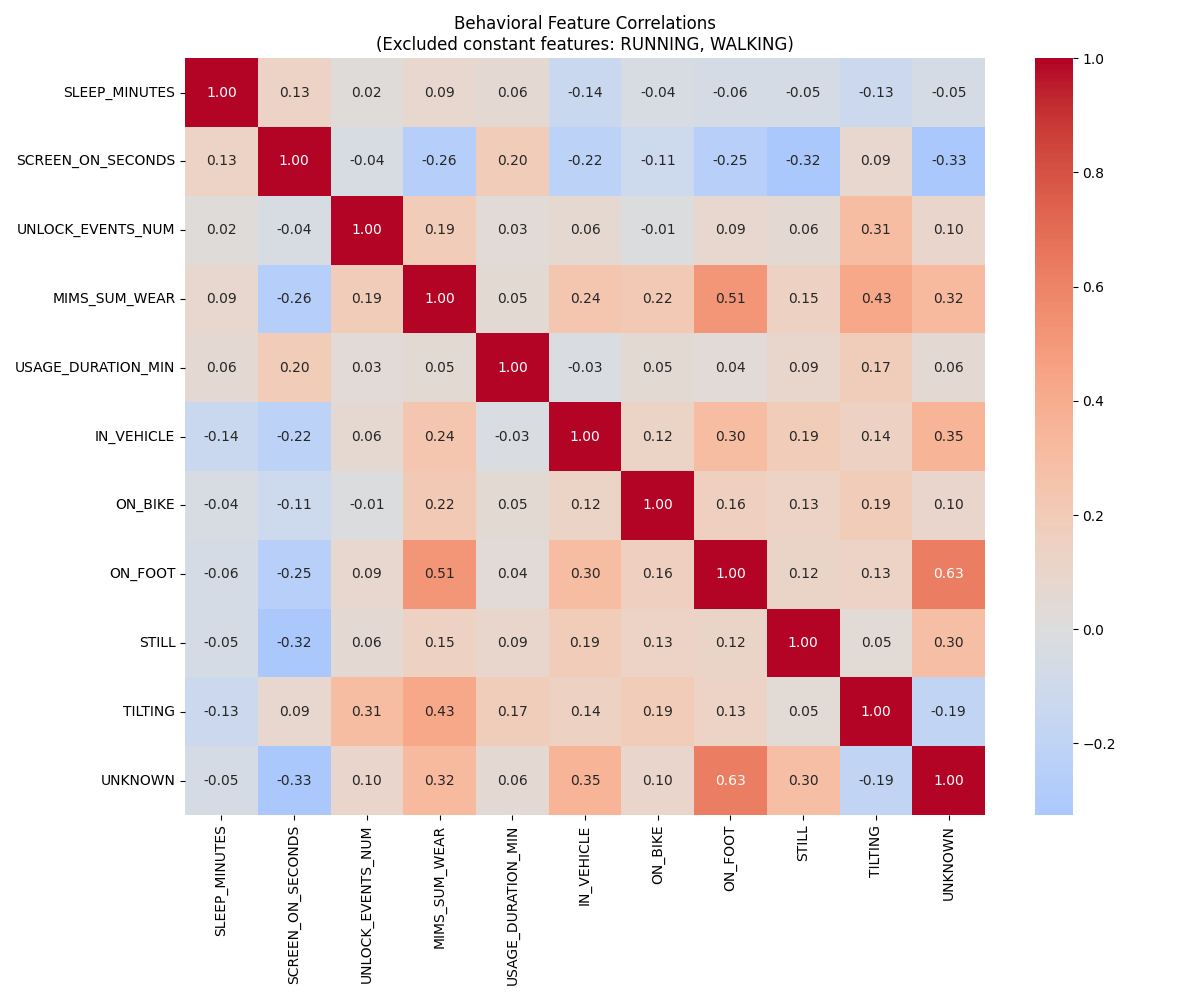 Behavioral Feature Correlations
(Excluded constant features: RUNNING, WALKING)
SLEEP_MINUTES 1.00 0.13 0.02 0.09 0.06 -0.14 -0.04 -0.06 -0.05 -0.13 -0.05
SCREEN_ON_SECONDS 0.13 1.00 -0.04 -0.26 0.20 -0.22 -0.11 -0.25 -0.32 0.09 -0.33
UNLOCK_EVENTS_NUM 0.02 -0.04 1.00 0.19 0.03 0.06 -0.01 0.09 0.06 0.31 0.10
MIMS_SUM_WEAR 0.09 -0.26 0.19 1.00 0.05 0.24 0.22 0.51 0.15 0.43 0.32
USAGE_DURATION_MIN 0.06 0.20 0.03 0.05 1.00 -0.03 0.05 0.04 0.09 0.17 0.06
IN_VEHICLE -0.14 -0.22 0.06 0.24 -0.03 1.00 0.12 0.30 0.19 0.14 0.35
ON_BIKE -0.04 -0.11 -0.01 0.22 0.05 0.12 1.00 0.16 0.13 0.19 0.10
ON_FOOT -0.06 -0.25 0.09 0.51 0.04 0.30 0.16 1.00 0.12 0.13 0.63
STILL -0.05 -0.32 0.06 0.15 0.09 0.19 0.13 0.12 1.00 0.05 0.30
TILTING -0.13 0.09 0.31 0.43 0.17 0.14 0.19 0.13 0.05 1.00 -0.19
UNKNOWN -0.05 -0.33 0.10 0.32 0.06 0.35 0.10 0.63 0.30 -0.19 1.00
SLEEP_MINUTES
SCREEN_ON_SECONDS
UNLOCK_EVENTS_NUM
MIMS_SUM_WEAR
USAGE_DURATION_MIN
IN_VEHICLE
ON_BIKE
ON_FOOT
STILL
TILTING
UNKNOWN
1.0
0.8
0.6
0.4
0.2
0.0
−0.2